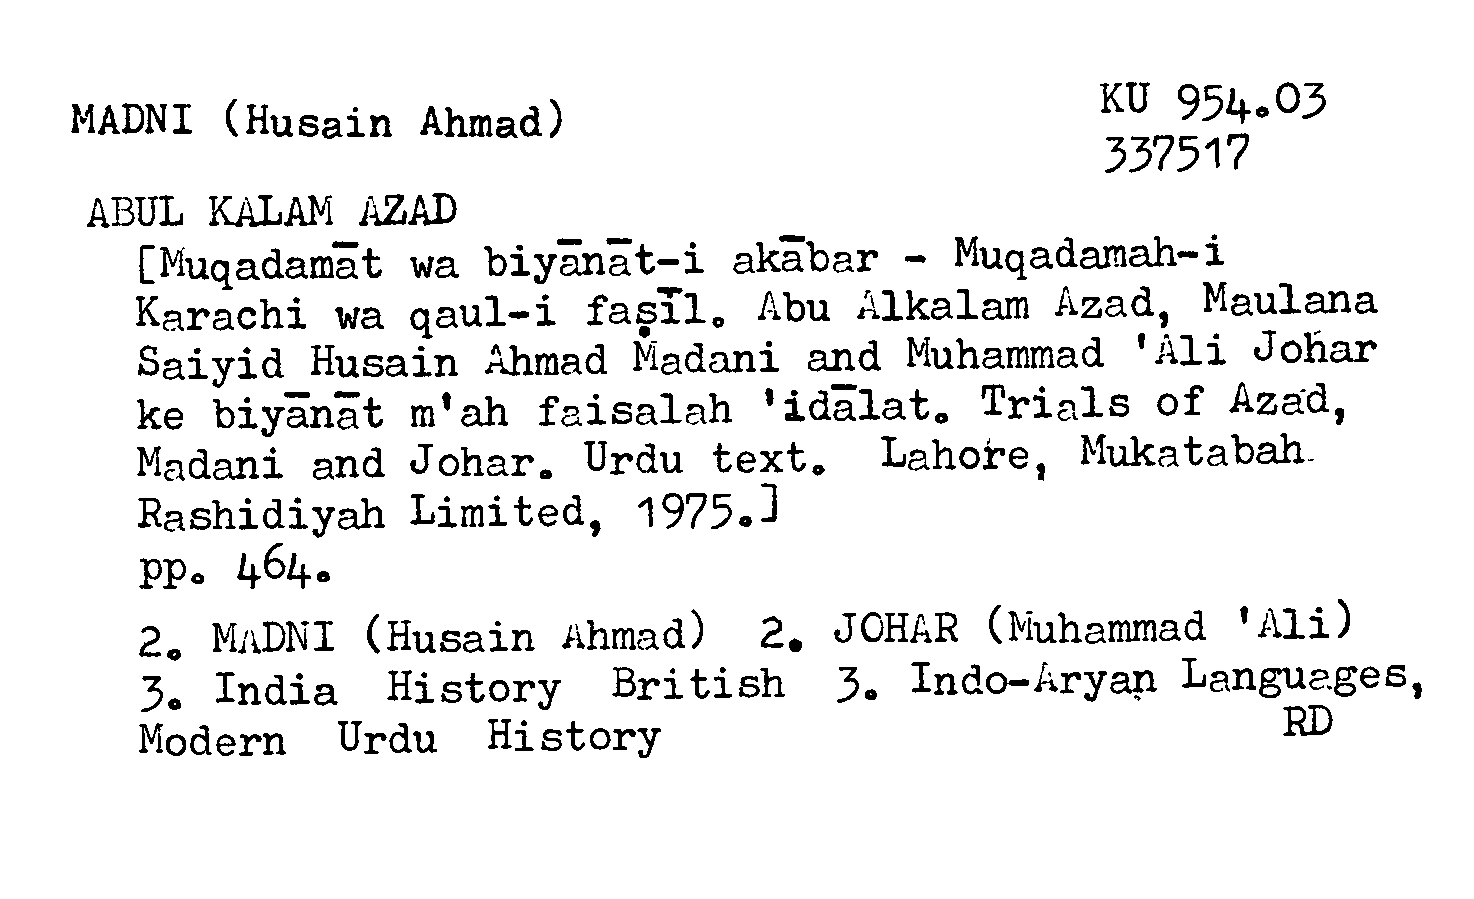 MADNI (Husain Ahmad)
KU 954.03
337517
ABUL KALAM AZAD
[Muqadamāt wa biyānāt-i akābar - Muqadamah-i
Karachi wa qaul-i faṣīl. Abu Alkalam Azad, Maulana
Saiyid Husain Ahmad Madani and Muhammad 'Ali Johar
ke biyānāt m'ah faisalah 'idālat. Trials of Azad,
Madani and Johar. Urdu text. Lahore, Mukatabah
Rashidiyah Limited, 1975.]
pp. 464.
2. MADNI (Husain Ahmad) 2. JOHAR (Muhammad 'Ali)
3. India History British 3. Indo-Aryan Languages,
Modern Urdu History
RD